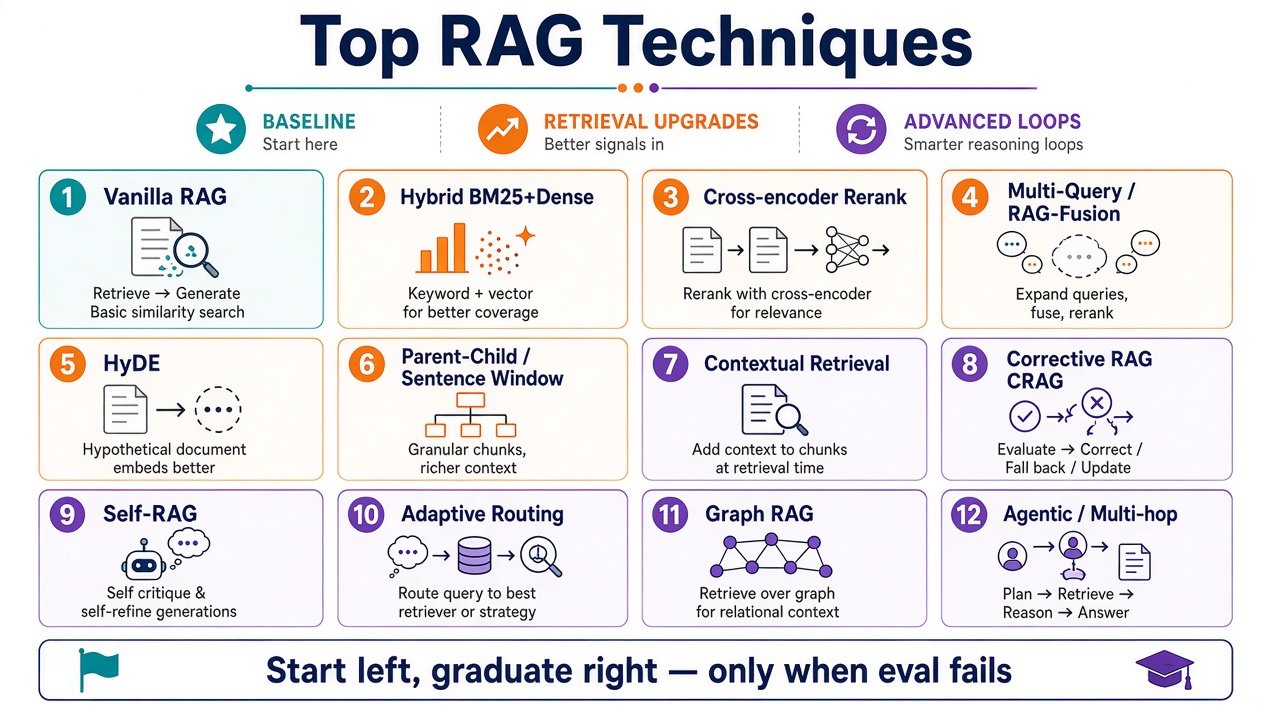 Top RAG Techniques
BASELINE
Start here
RETRIEVAL UPGRADES
Better signals in
ADVANCED LOOPS
Smarter reasoning loops
1 Vanilla RAG
Retrieve → Generate
Basic similarity search
2 Hybrid BM25+Dense
Keyword + vector
for better coverage
3 Cross-encoder Rerank
Rerank with cross-encoder
for relevance
4 Multi-Query /
RAG-Fusion
Expand queries,
fuse, rerank
5 HyDE
Hypothetical document
embeds better
6 Parent-Child /
Sentence Window
Granular chunks,
richer context
7 Contextual Retrieval
Add context to chunks
at retrieval time
8 Corrective RAG
CRAG
Evaluate → Correct /
Fall back / Update
9 Self-RAG
Self critique &
self-refine generations
10 Adaptive Routing
Route query to best
retriever or strategy
11 Graph RAG
Retrieve over graph
for relational context
12 Agentic / Multi-hop
Plan → Retrieve →
Reason → Answer
Start left, graduate right — only when eval fails